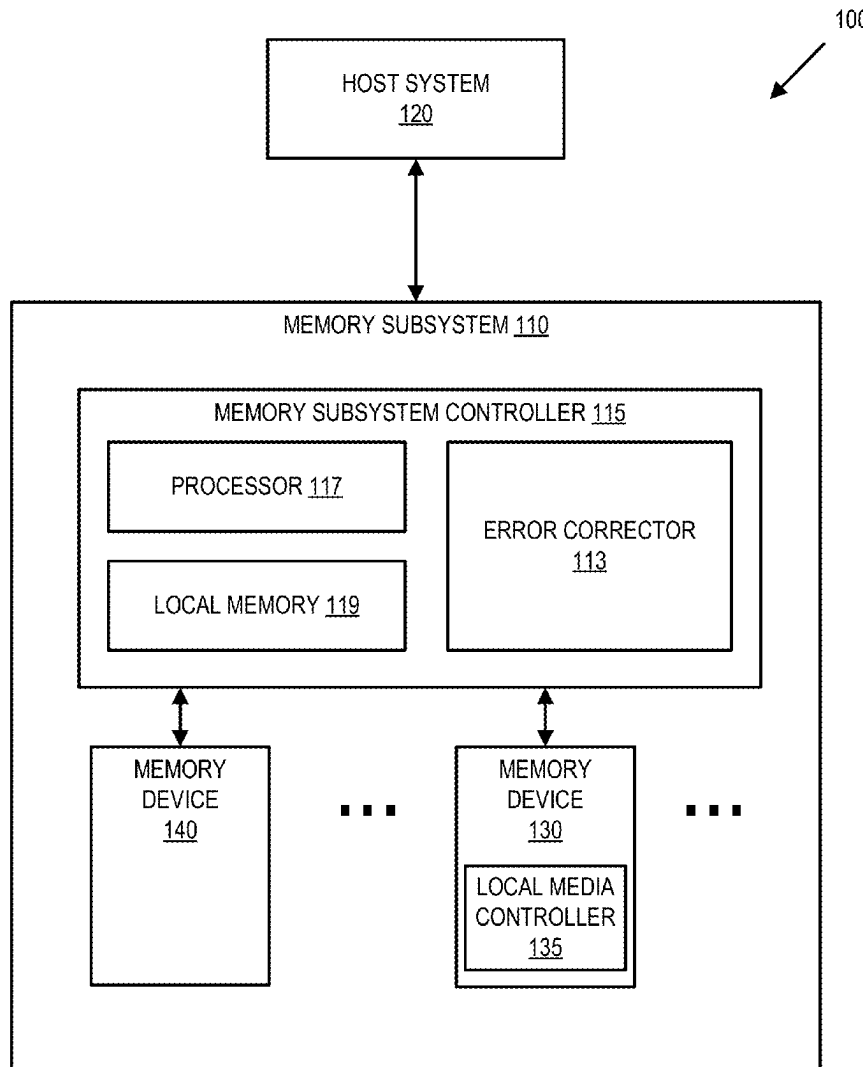 100
HOST SYSTEM
120
MEMORY SUBSYSTEM 110
MEMORY SUBSYSTEM CONTROLLER 115
PROCESSOR 117
LOCAL MEMORY 119
ERROR CORRECTOR
113
MEMORY
DEVICE
140
MEMORY
DEVICE
130
LOCAL MEDIA
CONTROLLER
135